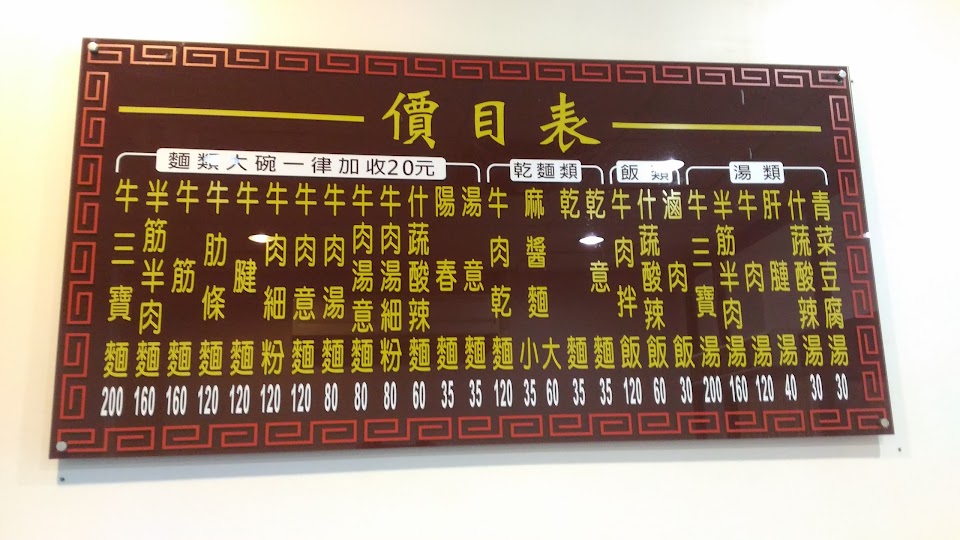 價目表
麵類大碗一律加收20元
牛三寶麵 200
半筋半肉麵 160
牛筋麵 160
牛肋條麵 120
牛腱麵 120
牛肉細粉 120
牛肉意麵 120
牛肉湯麵 80
牛肉湯意麵 80
牛肉湯細粉 80
什蔬酸辣麵 60
陽春麵 35
湯意麵 35
乾麵類
牛肉乾麵 120
麻醬麵 小 35 大 60
乾麵 35
乾意麵 35
飯類
牛肉拌飯 120
什蔬酸辣飯 60
滷肉飯 30
湯類
牛三寶湯 200
半筋半肉湯 160
牛肉湯 120
肝湯 40
什蔬酸辣湯 30
青菜豆腐湯 30